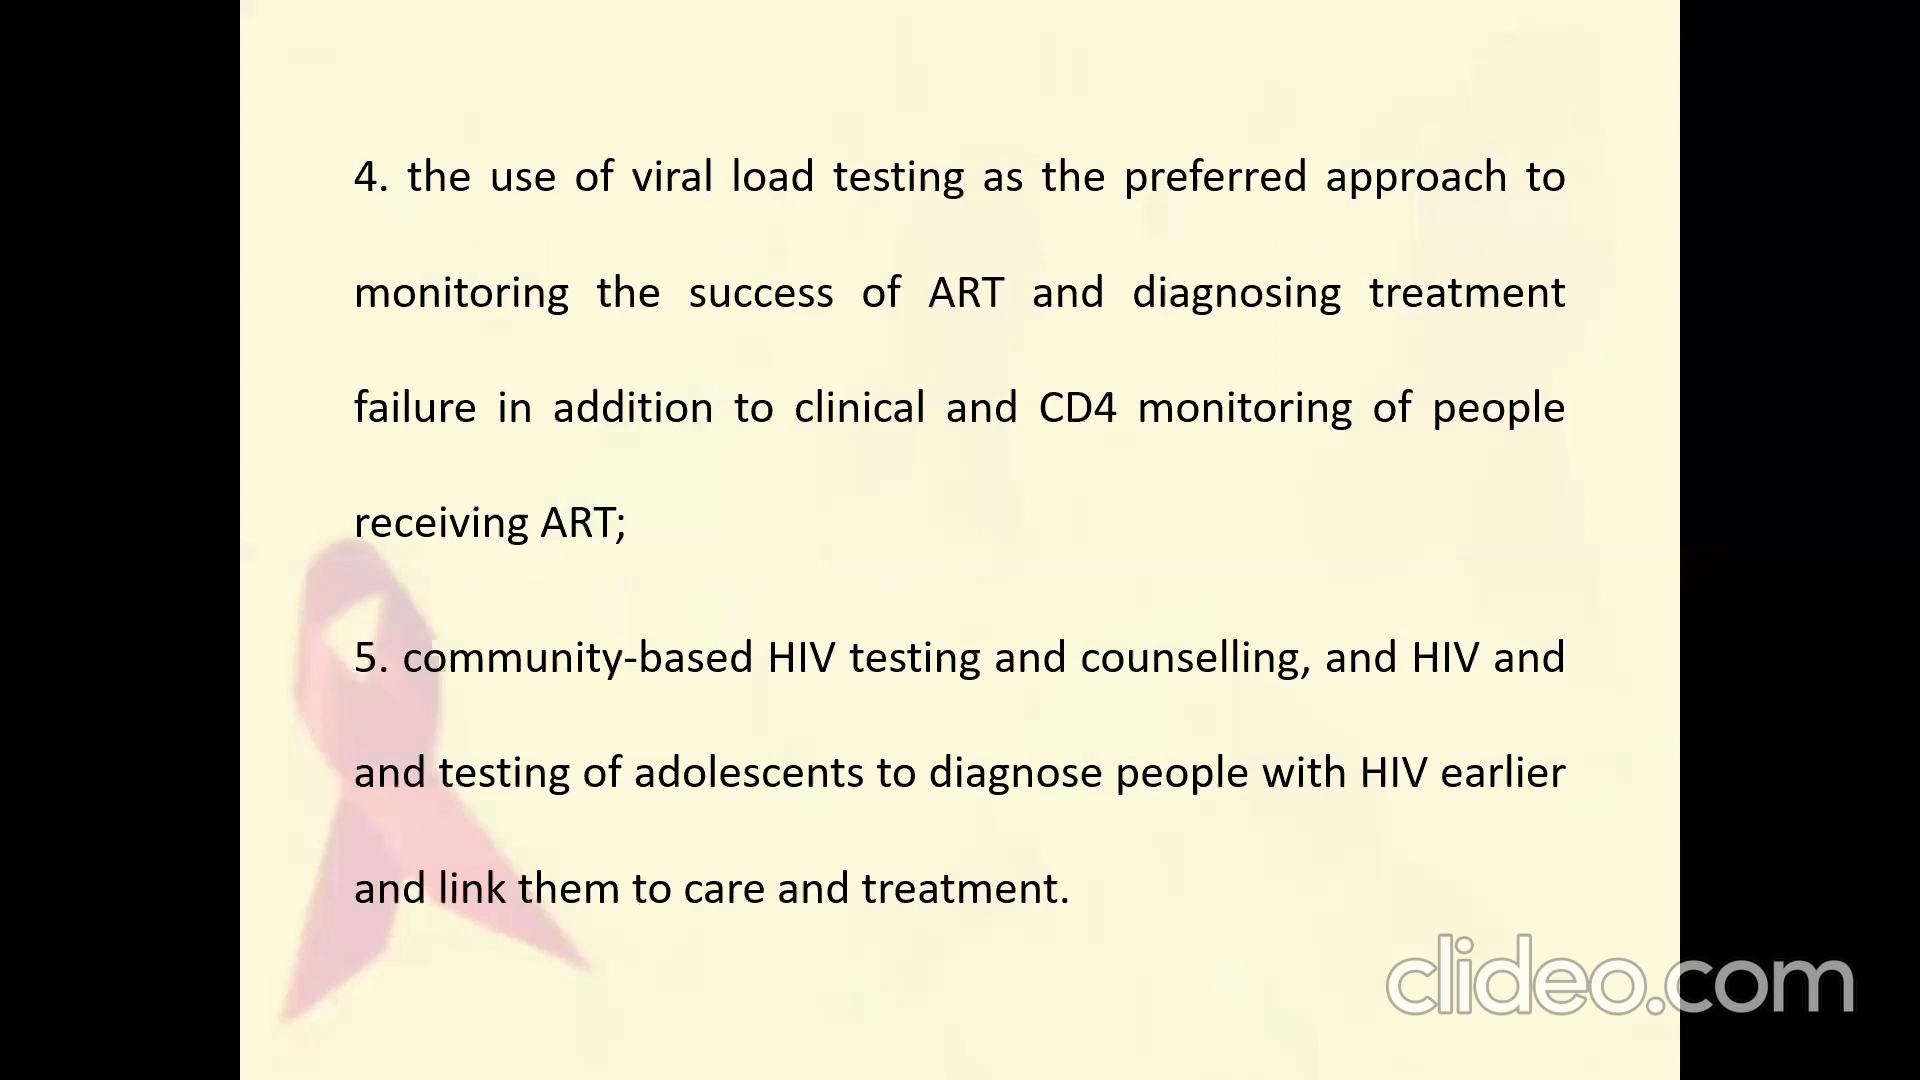 4. the use of viral load testing as the preferred approach to
monitoring the success of ART and diagnosing treatment
failure in addition to clinical and CD4 monitoring of people
receiving ART;
5. community-based HIV testing and counselling, and HIV and
and testing of adolescents to diagnose people with HIV earlier
and link them to care and treatment.
clideo.com